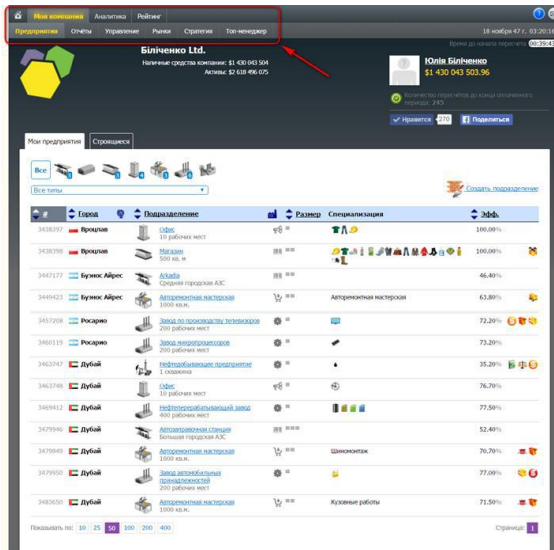 Моя компания Аналитика Рейтинг
Предприятия Отчёты Управление Рынки Стратегия Топ-менеджер
18 ноября 47 г. 03:20:16
Біліченко Ltd.
Наличные средства компании: $1 430 043 504
Активы: $2 618 496 075
Время до начала пересчета 00:39:43
Юлія Біліченко
$1 430 043 503.96
Количество пересчётов до конца оплаченного
периода: 245
Нравится 270 Поделиться
Мои предприятия Строящиеся
Все
Все типы
Создать подразделение
# Город Подразделение Размер Специализация Эфф.
3438397 Вроцлав Офис 100.00%
10 рабочих мест
3438398 Вроцлав Магазин 100.00%
500 кв. м
3447177 Буэнос Айрес Arkadia 46.40%
Средняя городская АЗС
3449423 Буэнос Айрес Авторемонтная мастерская Авторемонтная мастерская 63.80%
1000 кв.м.
3457208 Росарио Завод по производству телевизоров 72.20%
200 рабочих мест
3460119 Росарио Завод микропроцессоров 73.20%
200 рабочих мест
3463747 Дубай Нефтедобывающее предприятие 35.20%
1 скважина
3463748 Дубай Офис 76.70%
10 рабочих мест
3469412 Дубай Нефтеперерабатывающий завод 77.50%
400 рабочих мест
3479946 Дубай Автозаправочная станция 52.40%
Большая городская АЗС
3479949 Дубай Авторемонтная мастерская Шиномонтаж 70.70%
1000 кв.м.
3479950 Дубай Завод автомобильных 77.00%
принадлежностей
200 рабочих мест
3483650 Дубай Авторемонтная мастерская Кузовные работы 71.50%
1000 кв.м.
Показывать по: 10 25 50 100 200 400 Страница: 1